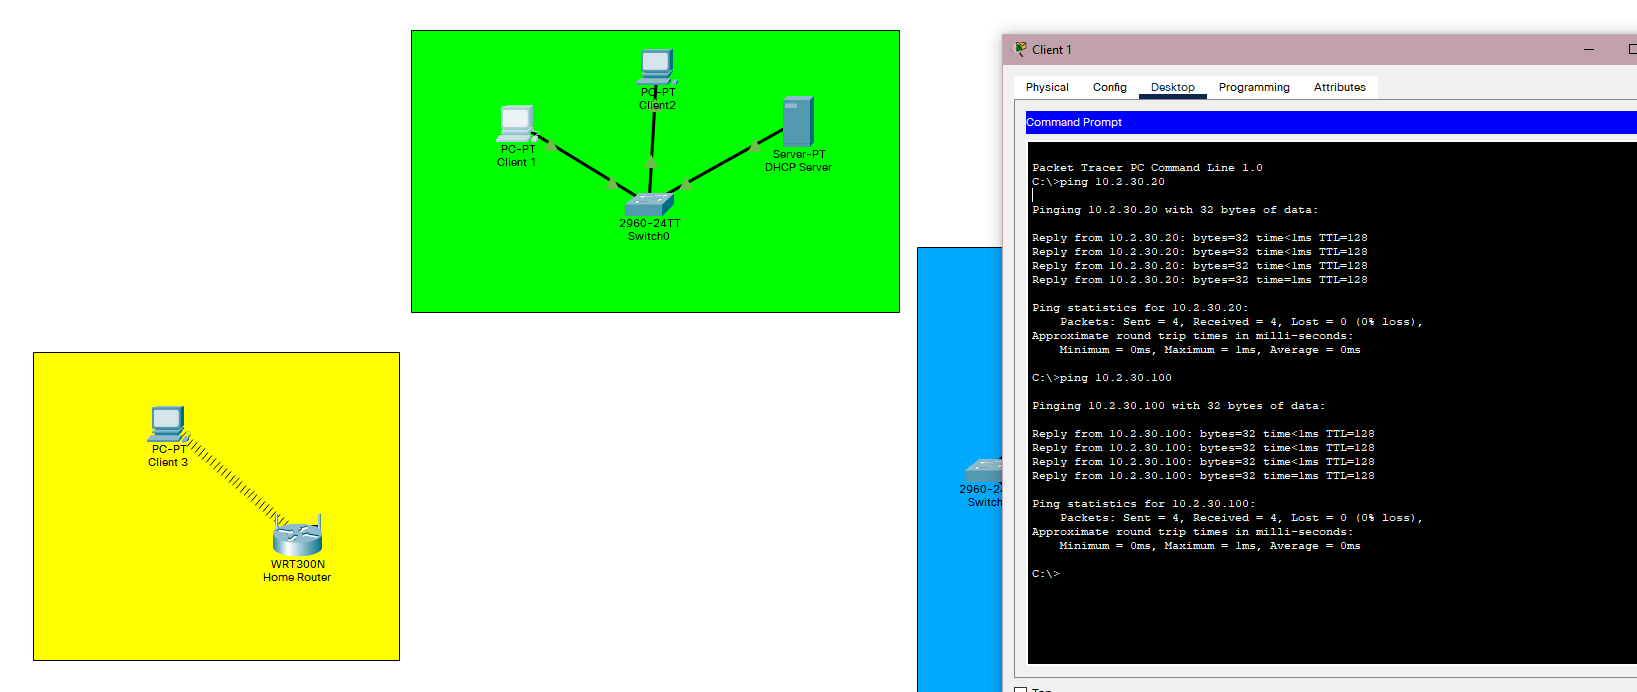 PC-PT
Client2
PC-PT
Client 1
Server-PT
DHCP Server
2960-24TT
Switch0
PC-PT
Client 3
WRT300N
Home Router
2960-2
Switch
Client 1
Physical Config Desktop Programming Attributes
Command Prompt
Packet Tracer PC Command Line 1.0
C:\>ping 10.2.30.20
Pinging 10.2.30.20 with 32 bytes of data:
Reply from 10.2.30.20: bytes=32 time<1ms TTL=128
Reply from 10.2.30.20: bytes=32 time<1ms TTL=128
Reply from 10.2.30.20: bytes=32 time<1ms TTL=128
Reply from 10.2.30.20: bytes=32 time=1ms TTL=128
Ping statistics for 10.2.30.20:
Packets: Sent = 4, Received = 4, Lost = 0 (0% loss),
Approximate round trip times in milli-seconds:
Minimum = 0ms, Maximum = 1ms, Average = 0ms
C:\>ping 10.2.30.100
Pinging 10.2.30.100 with 32 bytes of data:
Reply from 10.2.30.100: bytes=32 time<1ms TTL=128
Reply from 10.2.30.100: bytes=32 time<1ms TTL=128
Reply from 10.2.30.100: bytes=32 time<1ms TTL=128
Reply from 10.2.30.100: bytes=32 time=1ms TTL=128
Ping statistics for 10.2.30.100:
Packets: Sent = 4, Received = 4, Lost = 0 (0% loss),
Approximate round trip times in milli-seconds:
Minimum = 0ms, Maximum = 1ms, Average = 0ms
C:\>